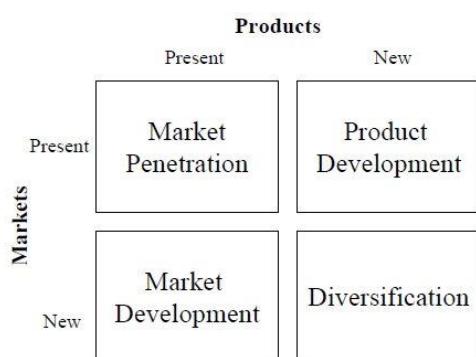 Products
Present New
Present
Market
Penetration
Product
Development
Markets
New
Market
Development
Diversification